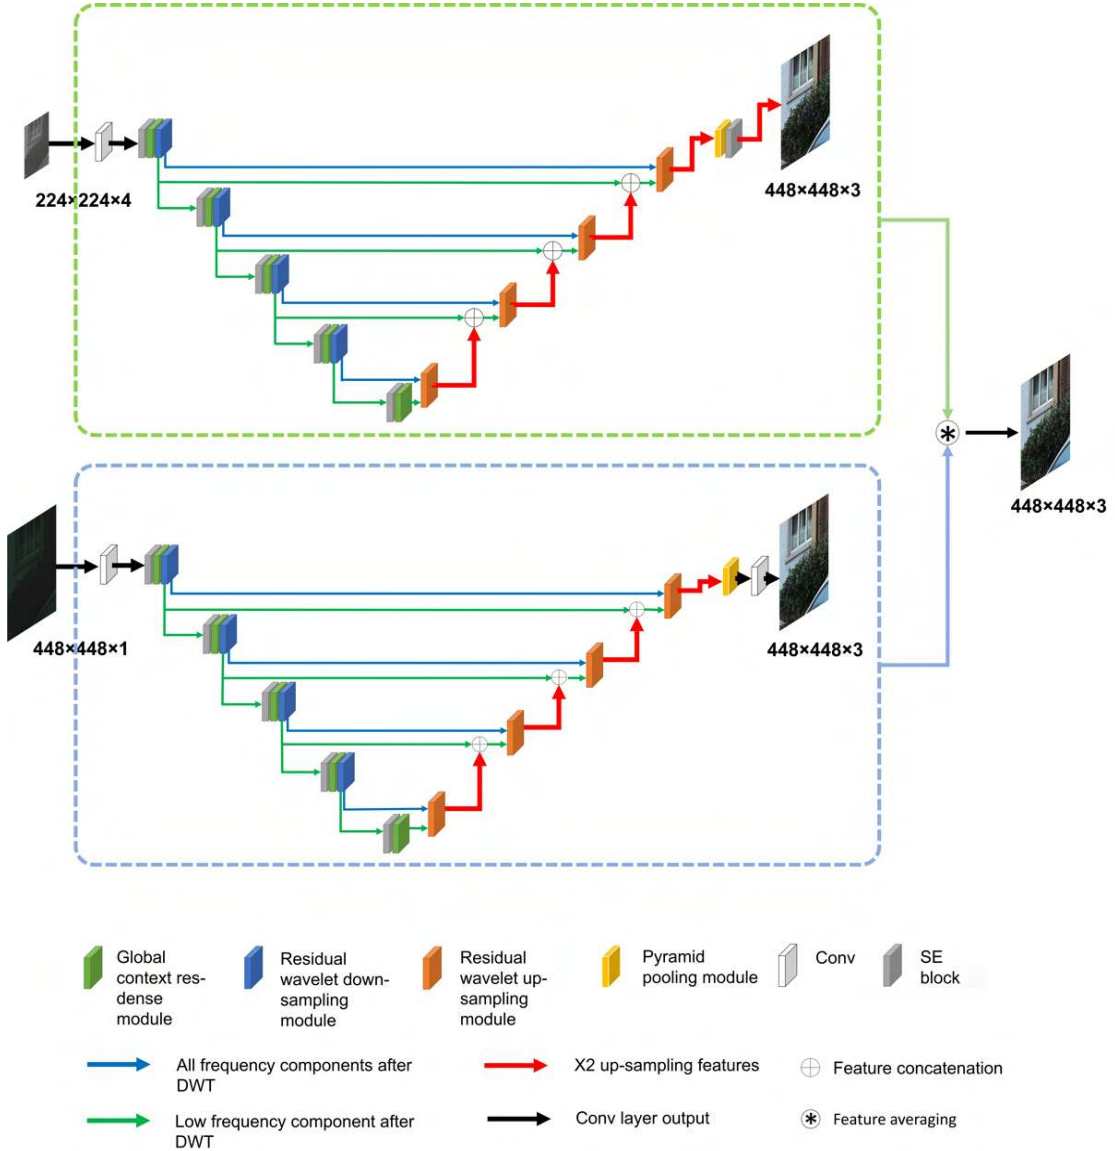 448×448×3
224×224×4
448×448×3
448×448×1
448×448×3
Global
context res-
dense
module
Residual
wavelet down-
sampling
module
Residual
wavelet up-
sampling
module
Pyramid
pooling module
Conv
SE
block
All frequency components after
DWT
X2 up-sampling features
Feature concatenation
Low frequency component after
DWT
Conv layer output
Feature averaging